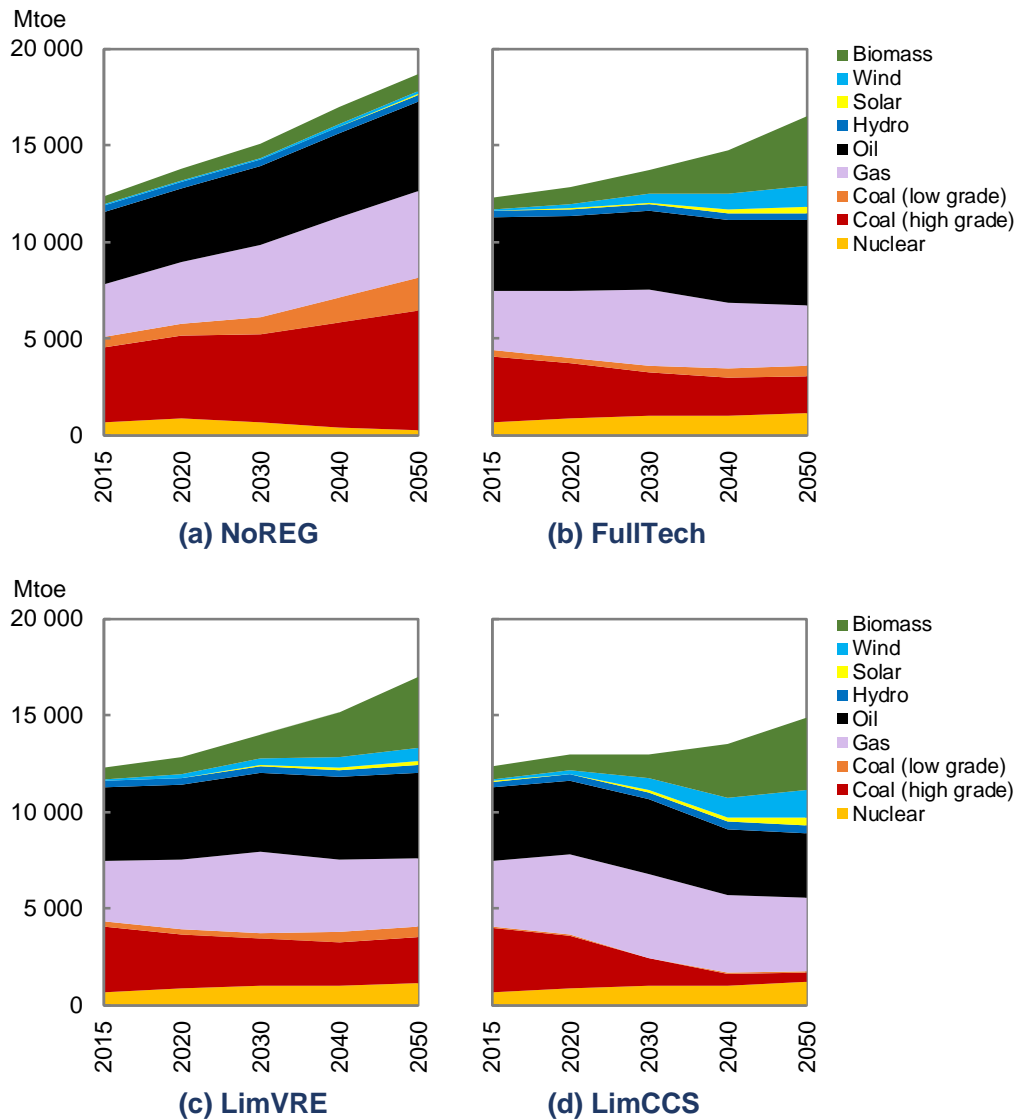 Mtoe
20 000
15 000
10 000
5 000
0
2015
2020
2030
2040
2050
(a) NoREG
2015
2020
2030
2040
2050
(b) FullTech
Biomass
Wind
Solar
Hydro
Oil
Gas
Coal (low grade)
Coal (high grade)
Nuclear
Mtoe
20 000
15 000
10 000
5 000
0
2015
2020
2030
2040
2050
(c) LimVRE
2015
2020
2030
2040
2050
(d) LimCCS
Biomass
Wind
Solar
Hydro
Oil
Gas
Coal (low grade)
Coal (high grade)
Nuclear